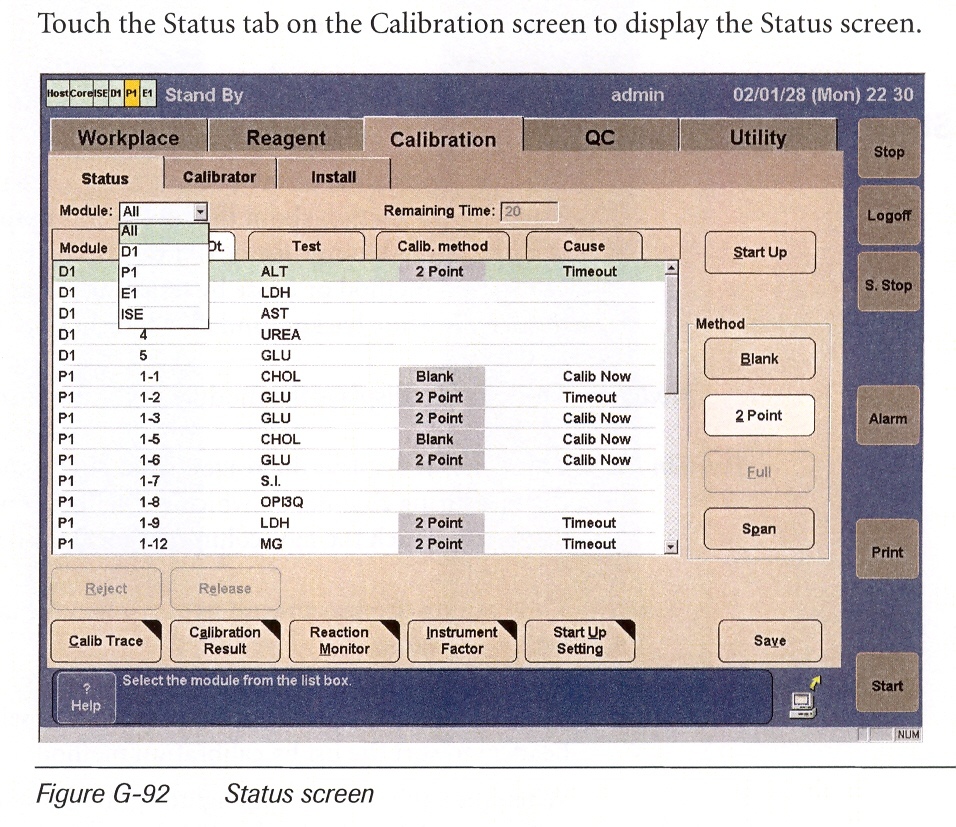 Touch the Status tab on the Calibration screen to display the Status screen.
Host Core ISE D1 P1 E1 Stand By admin 02/01/28 (Mon) 22 30
Workplace Reagent Calibration QC Utility
Stop
Status Calibrator Install
Module: All Remaining Time: 20
Logoff
All
D1
P1
E1
ISE
Module Dt. Test Calib. method Cause
Start Up
D1 ALT 2 Point Timeout
S. Stop
D1 LDH
D1 AST
Method
D1 4 UREA
D1 5 GLU
Blank
P1 1-1 CHOL Blank Calib Now
P1 1-2 GLU 2 Point Timeout
2 Point
P1 1-3 GLU 2 Point Calib Now
Alarm
P1 1-5 CHOL Blank Calib Now
P1 1-6 GLU 2 Point Calib Now
Full
P1 1-7 S.I.
P1 1-8 OPI3Q
P1 1-9 LDH 2 Point Timeout
Span
P1 1-12 MG 2 Point Timeout
Print
Reject Release
Calib Trace
Calibration
Result
Reaction
Monitor
Instrument
Factor
Start Up
Setting
Save
?
Help
Select the module from the list box.
Start
NUM
Figure G-92 Status screen